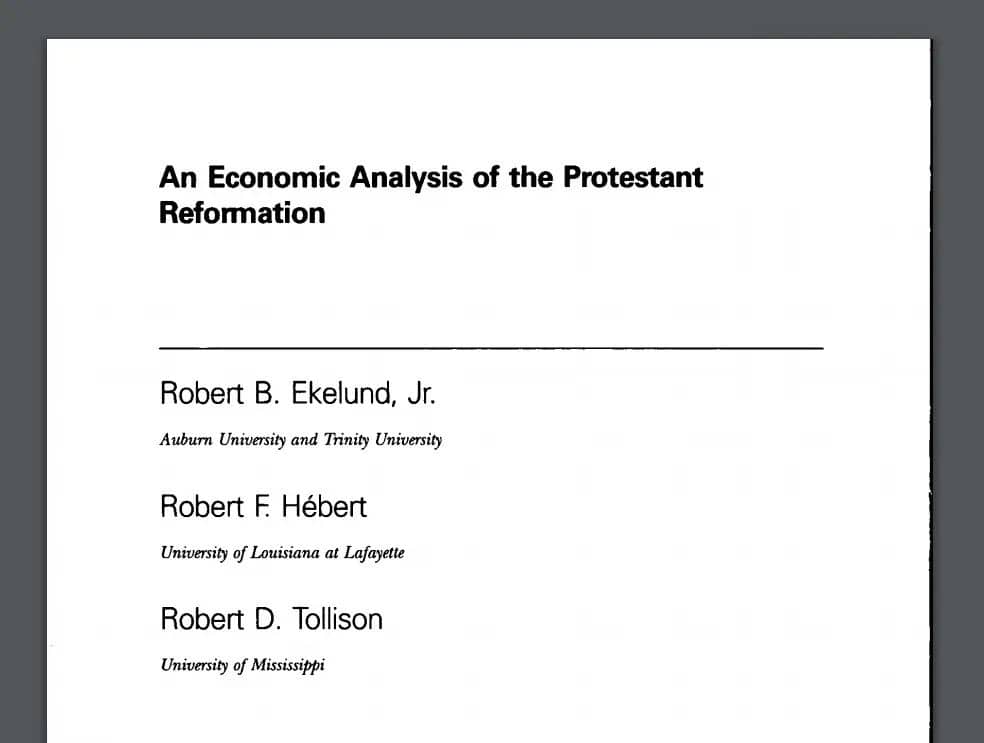 An Economic Analysis of the Protestant
Reformation
Robert B. Ekelund, Jr.
Auburn University and Trinity University
Robert F. Hébert
University of Louisiana at Lafayette
Robert D. Tollison
University of Mississippi